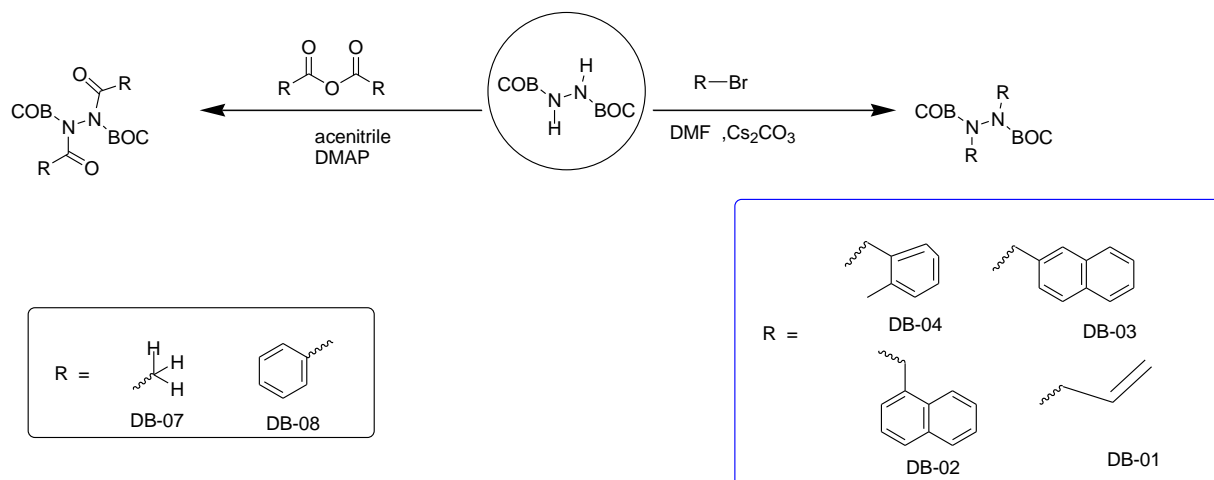 O O
R O R
acenitrile
DMAP
O R
COB N N BOC
R O
COB N H N BOC H
R—Br
DMF ,Cs2CO3
R
COB N N BOC
R
R =
H
H
H
DB-07
DB-08
R =
DB-04
DB-03
DB-02
DB-01